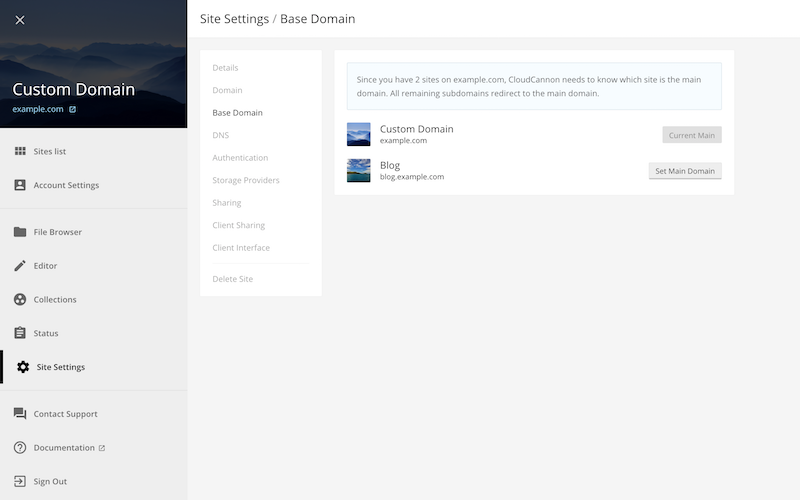 Custom Domain
example.com
Sites list
Account Settings
File Browser
Editor
Collections
Status
Site Settings
Contact Support
Documentation
Sign Out
Site Settings / Base Domain
Details
Domain
Base Domain
DNS
Authentication
Storage Providers
Sharing
Client Sharing
Client Interface
Delete Site
Since you have 2 sites on example.com, CloudCannon needs to know which site is the main
domain. All remaining subdomains redirect to the main domain.
Custom Domain
example.com
Current Main
Blog
blog.example.com
Set Main Domain